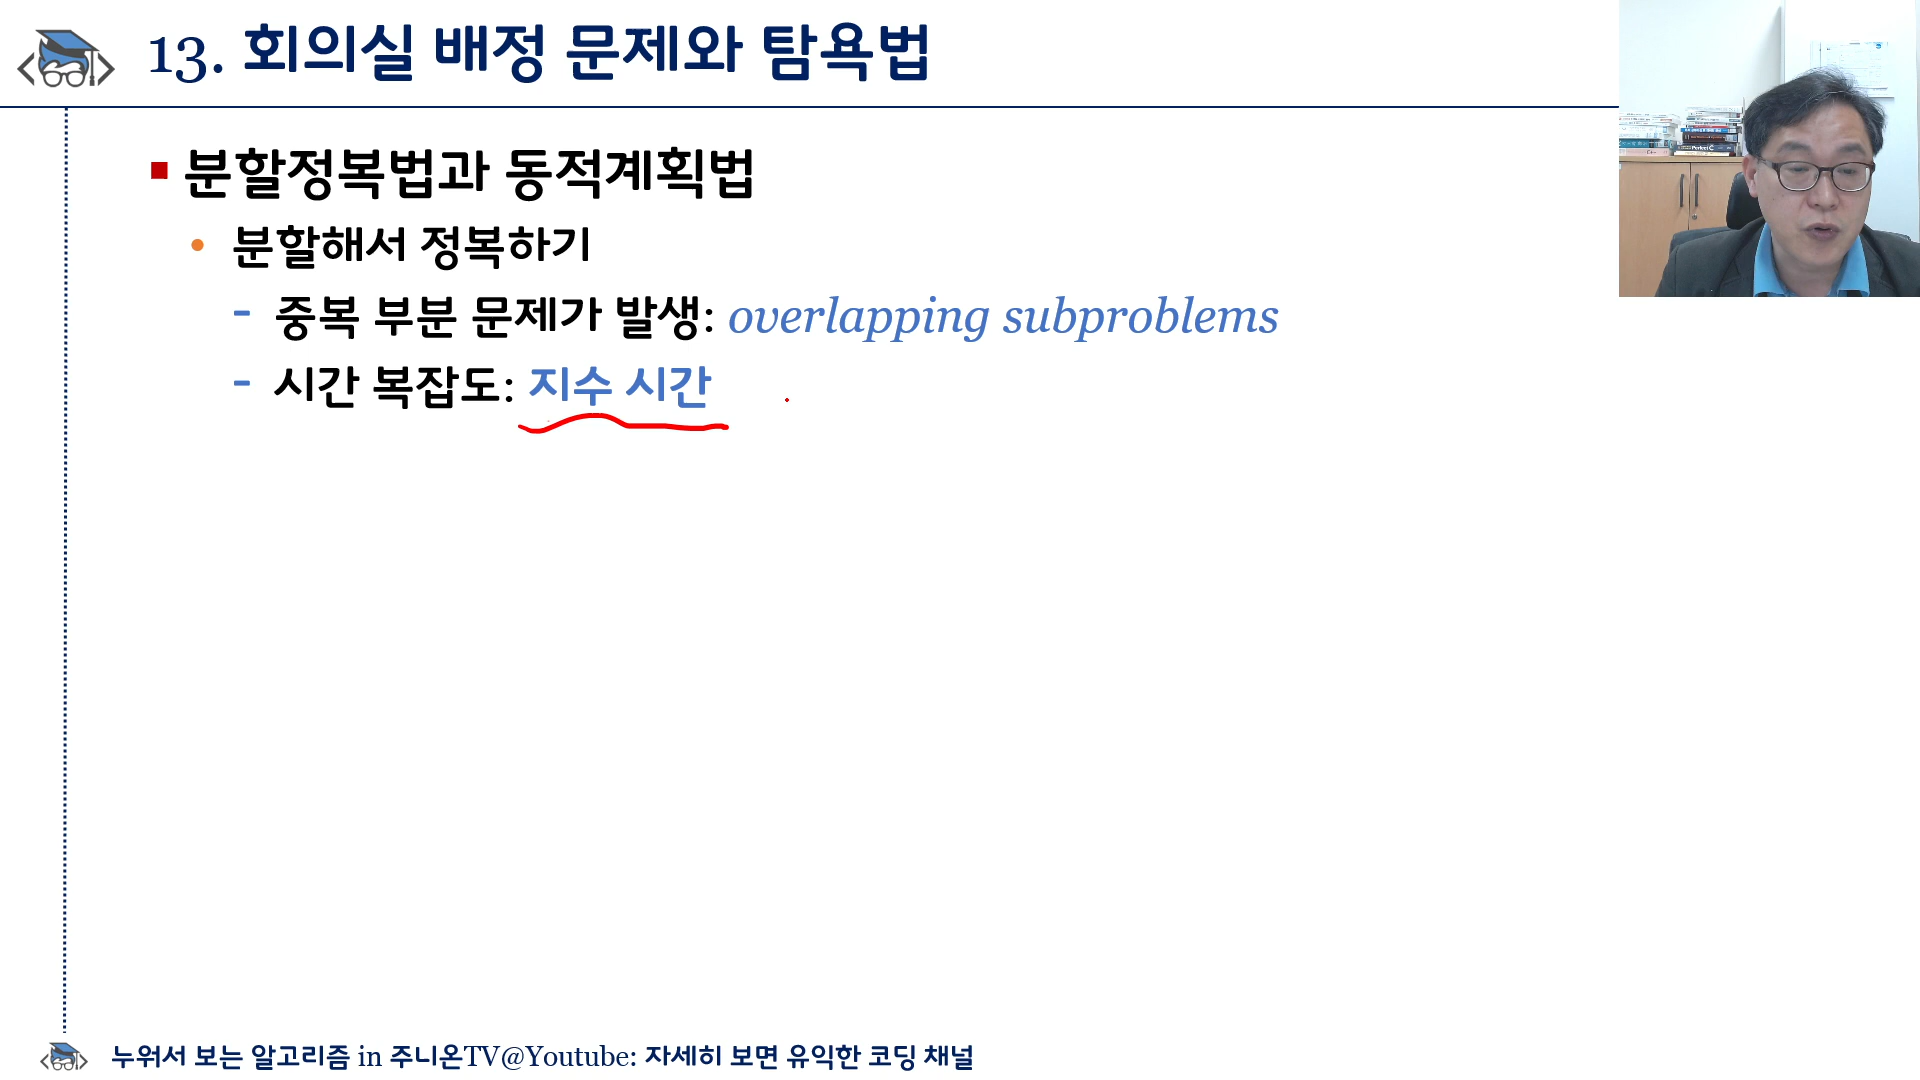 13. 회의실 배정 문제와 탐욕법
분할정복법과 동적계획법
분할해서 정복하기
- 중복 부분 문제가 발생: overlapping subproblems
- 시간 복잡도: 지수 시간
누워서 보는 알고리즘 in 주니온TV@Youtube: 자세히 보면 유익한 코딩 채널
Perfect C